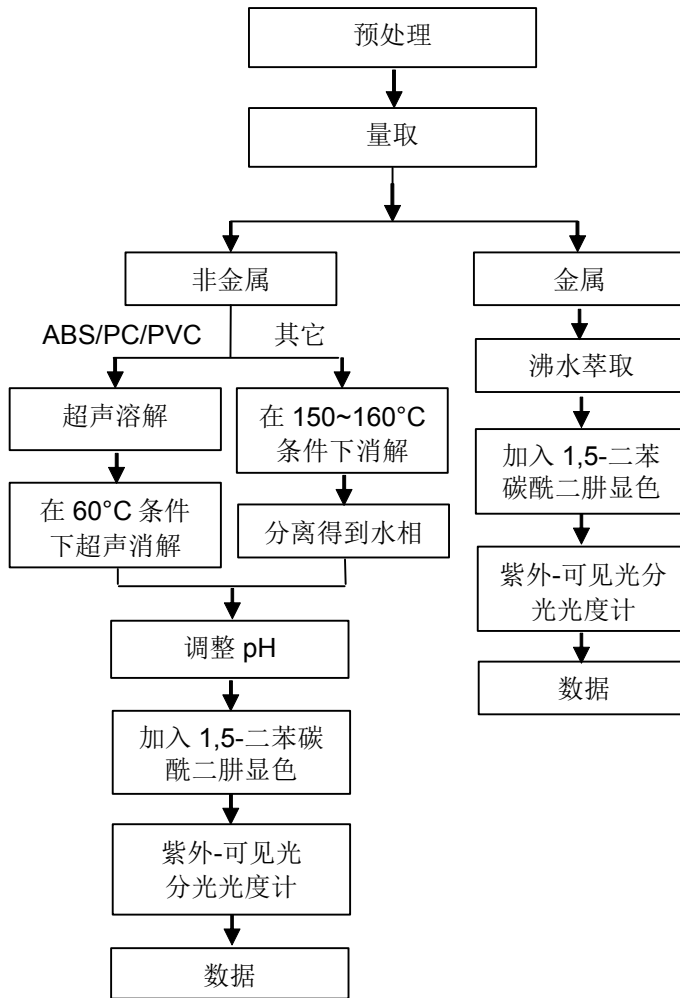 预处理
量取
非金属
金属
ABS/PC/PVC
其它
沸水萃取
超声溶解
在 150~160°C
条件下消解
加入 1,5-二苯
碳酰二肼显色
在 60°C 条件
下超声消解
分离得到水相
紫外-可见光分
光光度计
调整 pH
数据
加入 1,5-二苯碳
酰二肼显色
紫外-可见光
分光光度计
数据